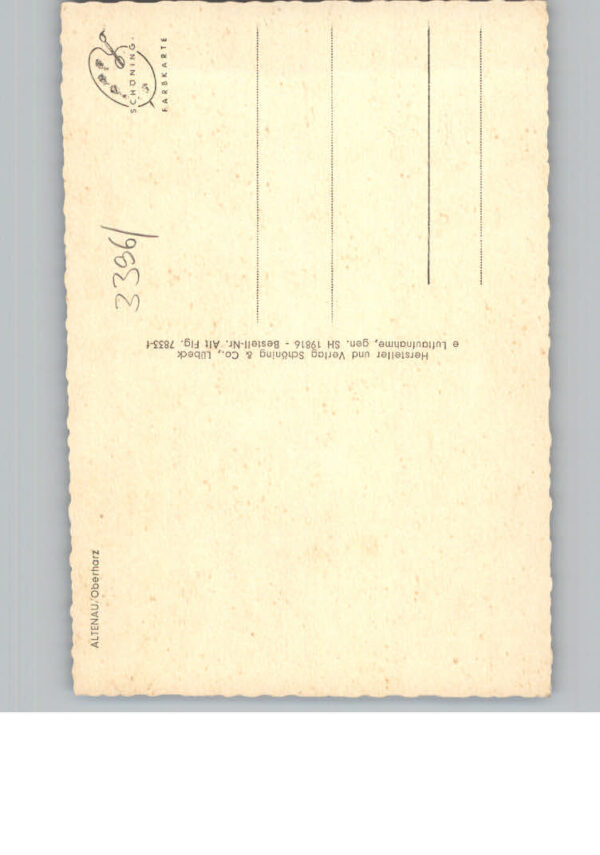 ALTENAU/Oberharz
SCHÖNING-
FARBKARTE
3396/
Hersteller und Verlag Schöning & Co., Lübeck
e Luftaufnahme, gen. SH 19816 - Bestell-Nr. Alt Flg. 7833-f